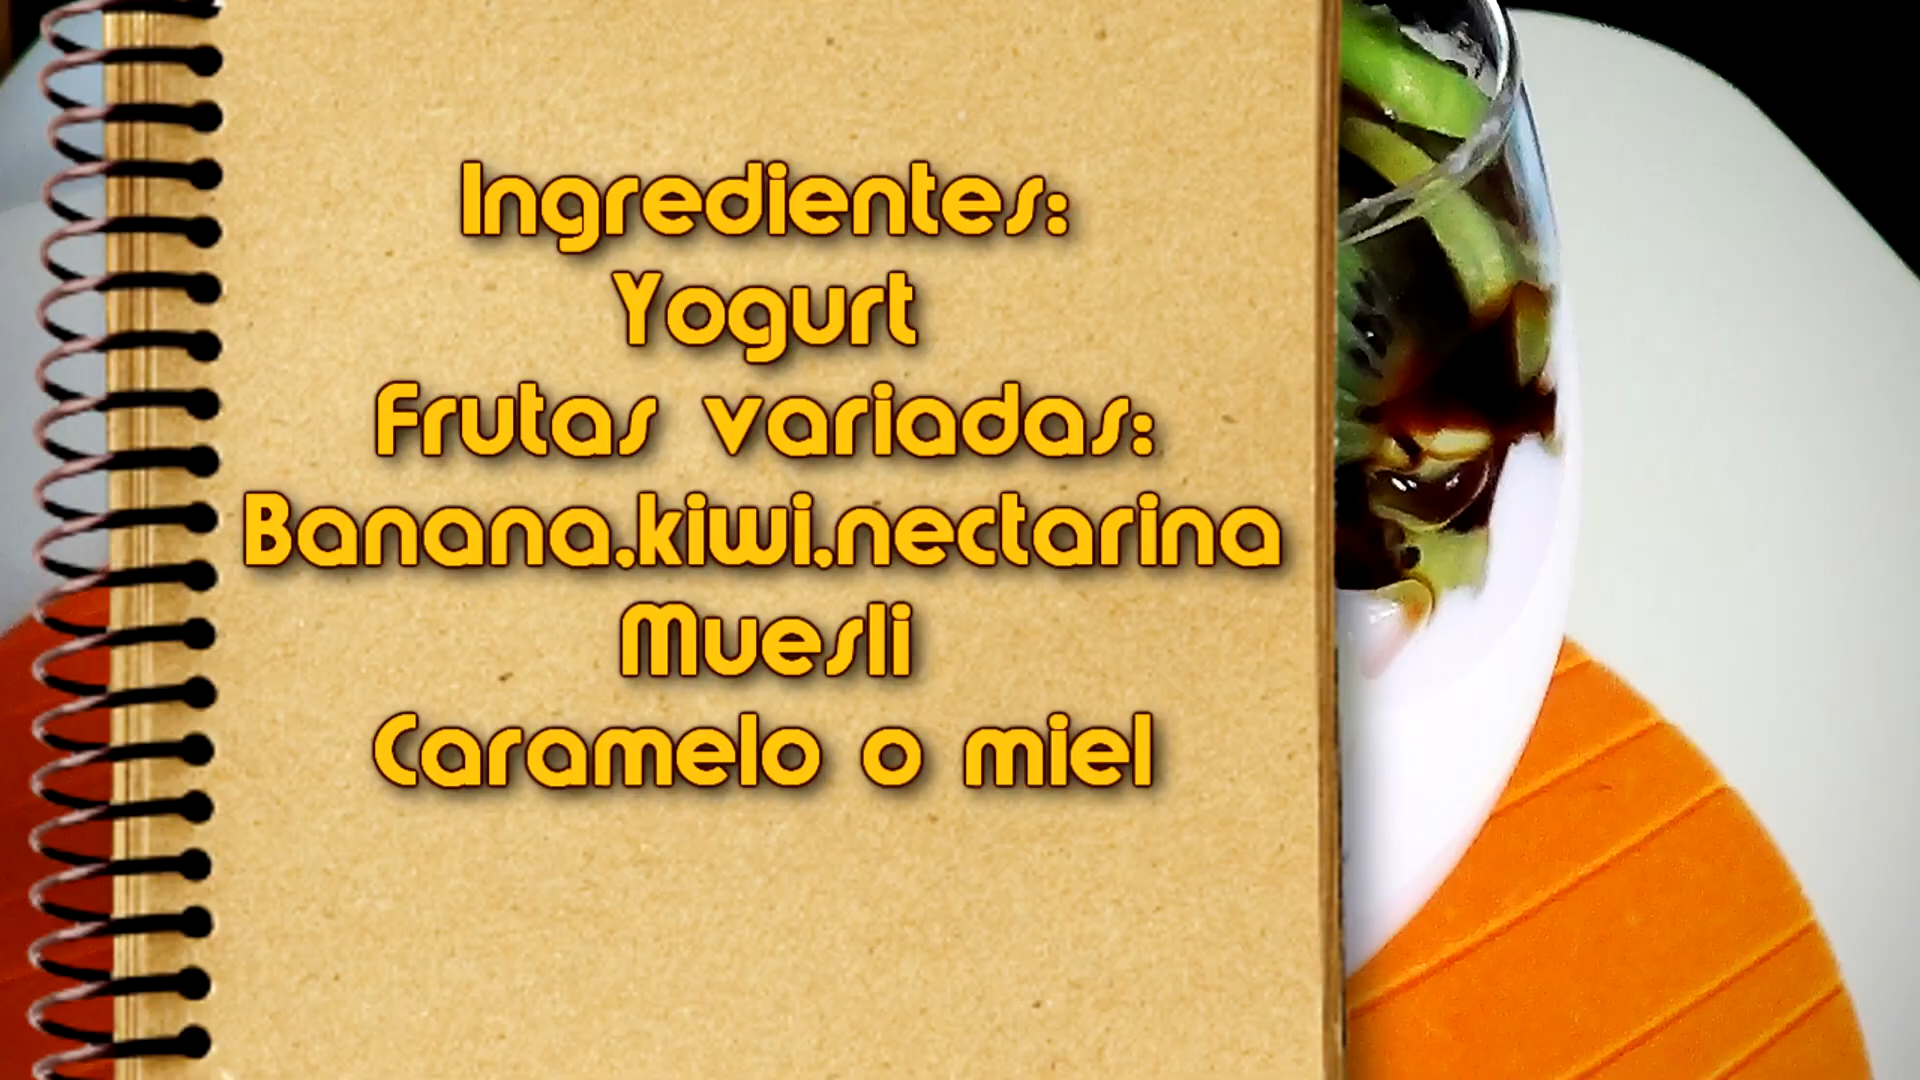 Ingredientes:
Yogurt
Frutas variadas:
Banana,kiwi,nectarina
Muesli
Caramelo o miel